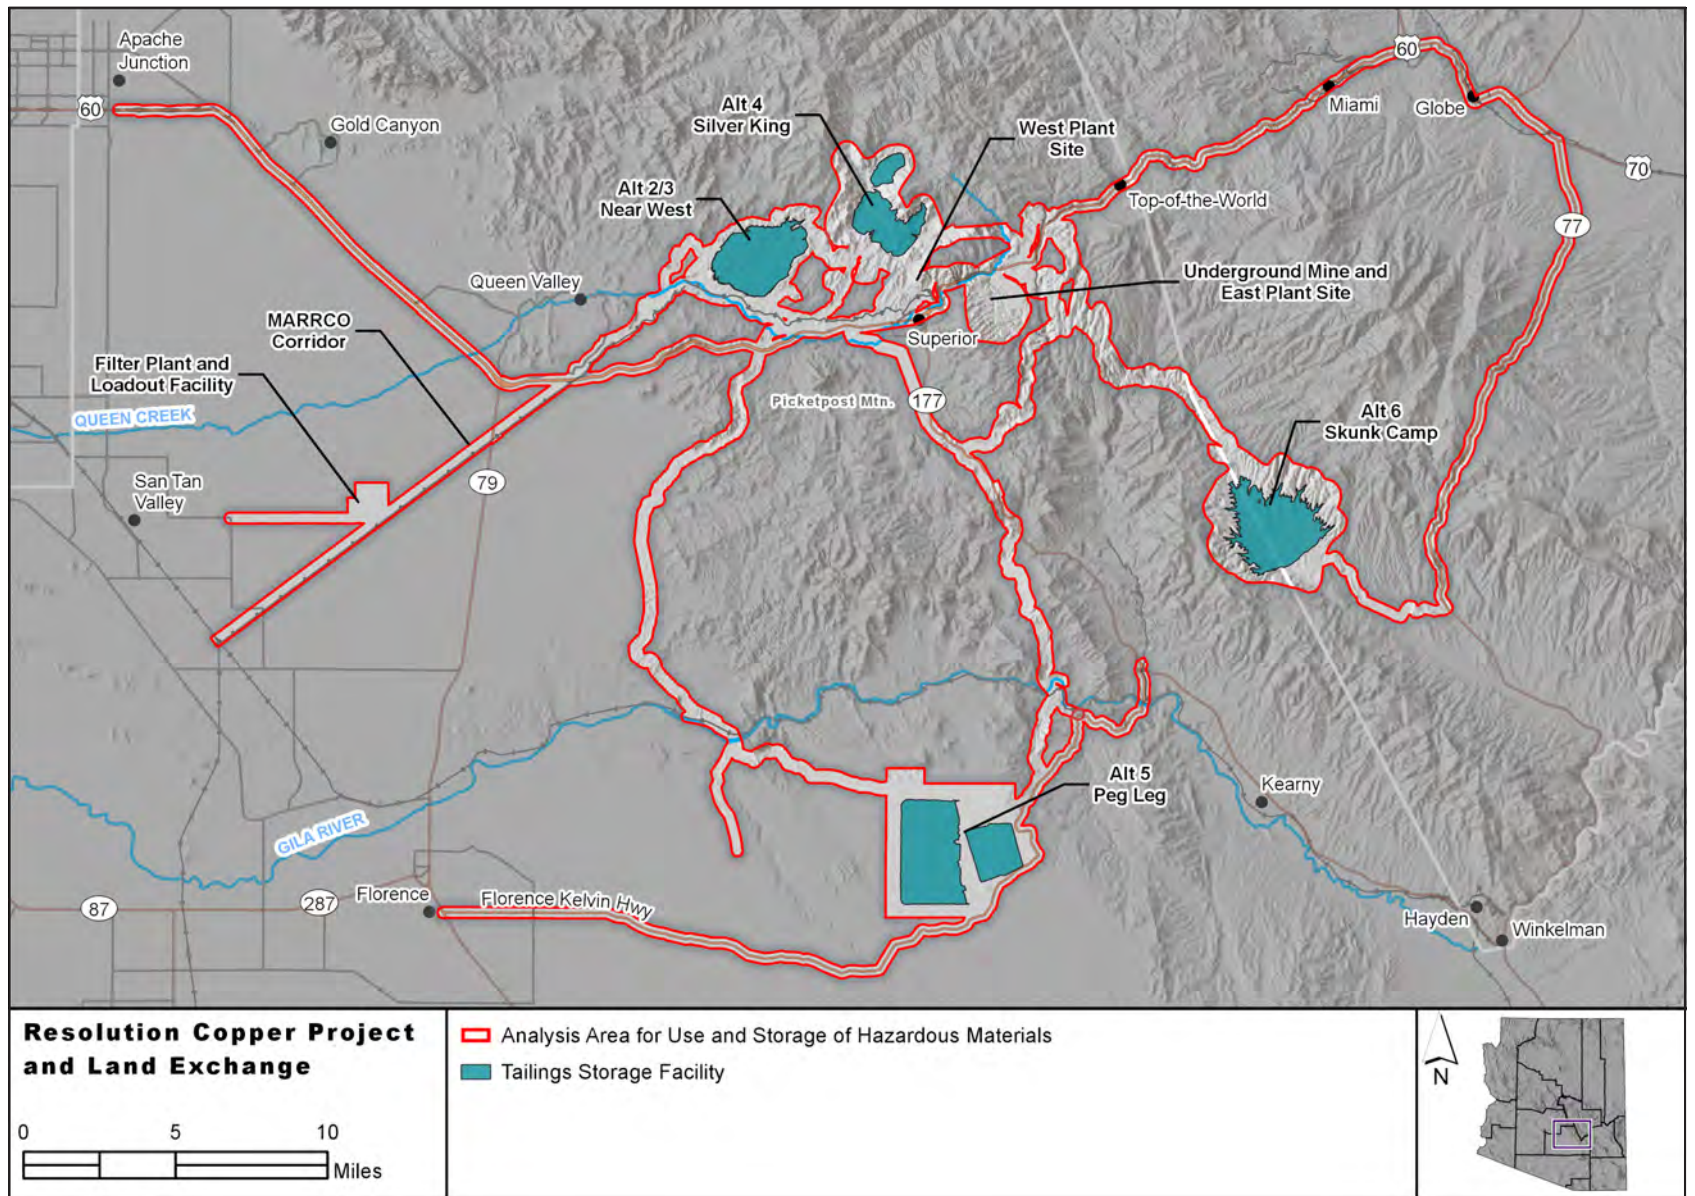 Apache
Junction
60
Gold Canyon
Alt 4
Silver King
West Plant
Site
60
Miami
Globe
70
Alt 2/3
Near West
Top-of-the-World
77
Queen Valley
Underground Mine and
East Plant Site
MARRCO
Corridor
Superior
Filter Plant and
Loadout Facility
QUEEN CREEK
Picketpost Mtn.
177
Alt 6
Skunk Camp
San Tan
Valley
79
Alt 5
Peg Leg
Kearny
GILA RIVER
Florence
Florence Kelvin Hwy
87
287
Hayden
Winkelman
Resolution Copper Project
and Land Exchange
0 5 10
Miles
Analysis Area for Use and Storage of Hazardous Materials
Tailings Storage Facility
N